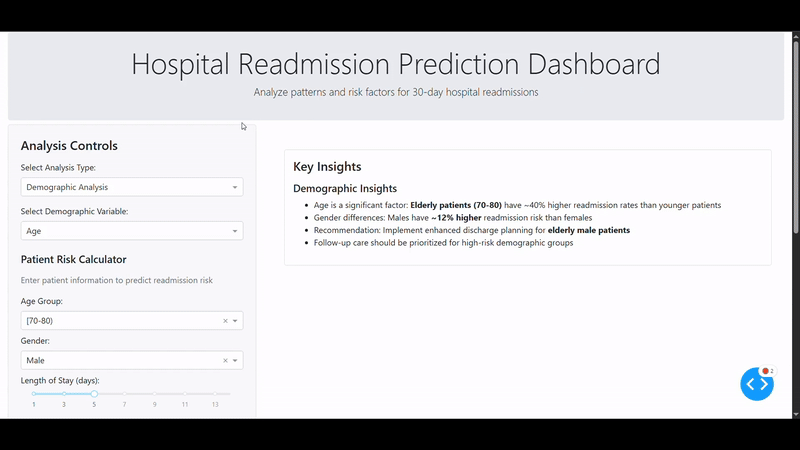 Hospital Readmission Prediction Dashboard
Analyze patterns and risk factors for 30-day hospital readmissions
Analysis Controls
Select Analysis Type:
Demographic Analysis
Select Demographic Variable:
Age
Patient Risk Calculator
Enter patient information to predict readmission risk
Age Group:
[70-80)
Gender:
Male
Length of Stay (days):
1 3 5 7 9 11 13
Key Insights
Demographic Insights
Age is a significant factor: Elderly patients (70-80) have ~40% higher readmission rates than younger patients
Gender differences: Males have ~12% higher readmission risk than females
Recommendation: Implement enhanced discharge planning for elderly male patients
Follow-up care should be prioritized for high-risk demographic groups
2